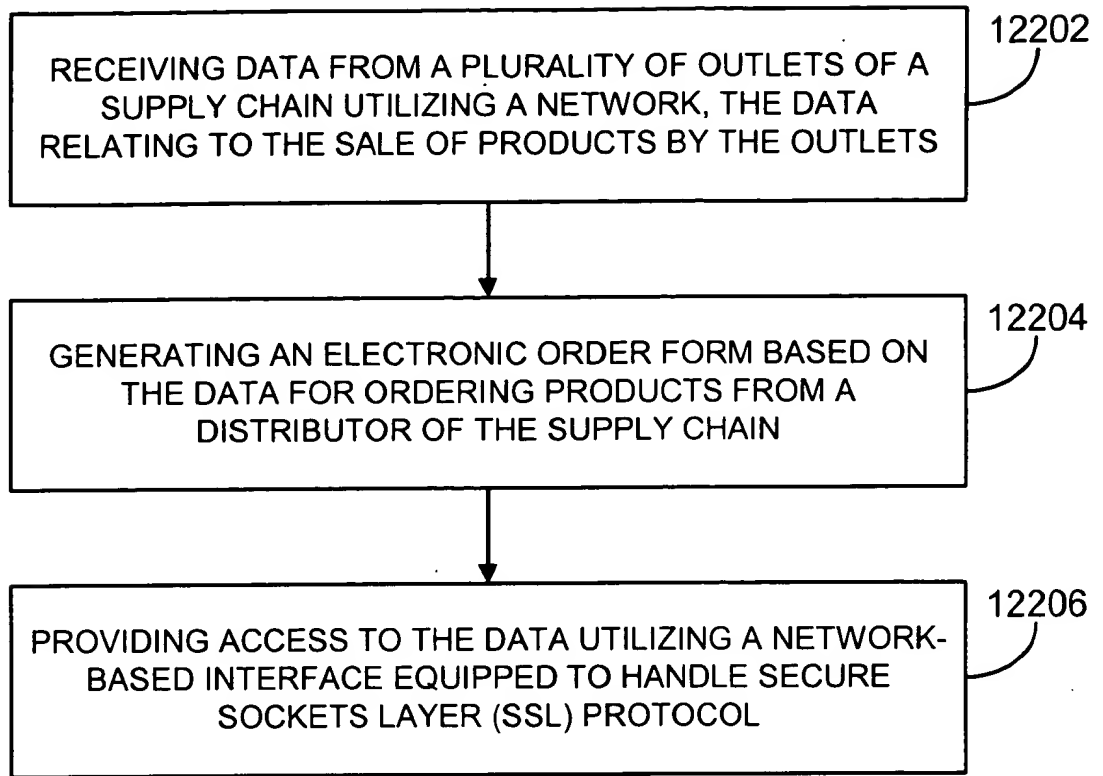 12202
RECEIVING DATA FROM A PLURALITY OF OUTLETS OF A
SUPPLY CHAIN UTILIZING A NETWORK, THE DATA
RELATING TO THE SALE OF PRODUCTS BY THE OUTLETS
12204
GENERATING AN ELECTRONIC ORDER FORM BASED ON
THE DATA FOR ORDERING PRODUCTS FROM A
DISTRIBUTOR OF THE SUPPLY CHAIN
12206
PROVIDING ACCESS TO THE DATA UTILIZING A NETWORK-
BASED INTERFACE EQUIPPED TO HANDLE SECURE
SOCKETS LAYER (SSL) PROTOCOL